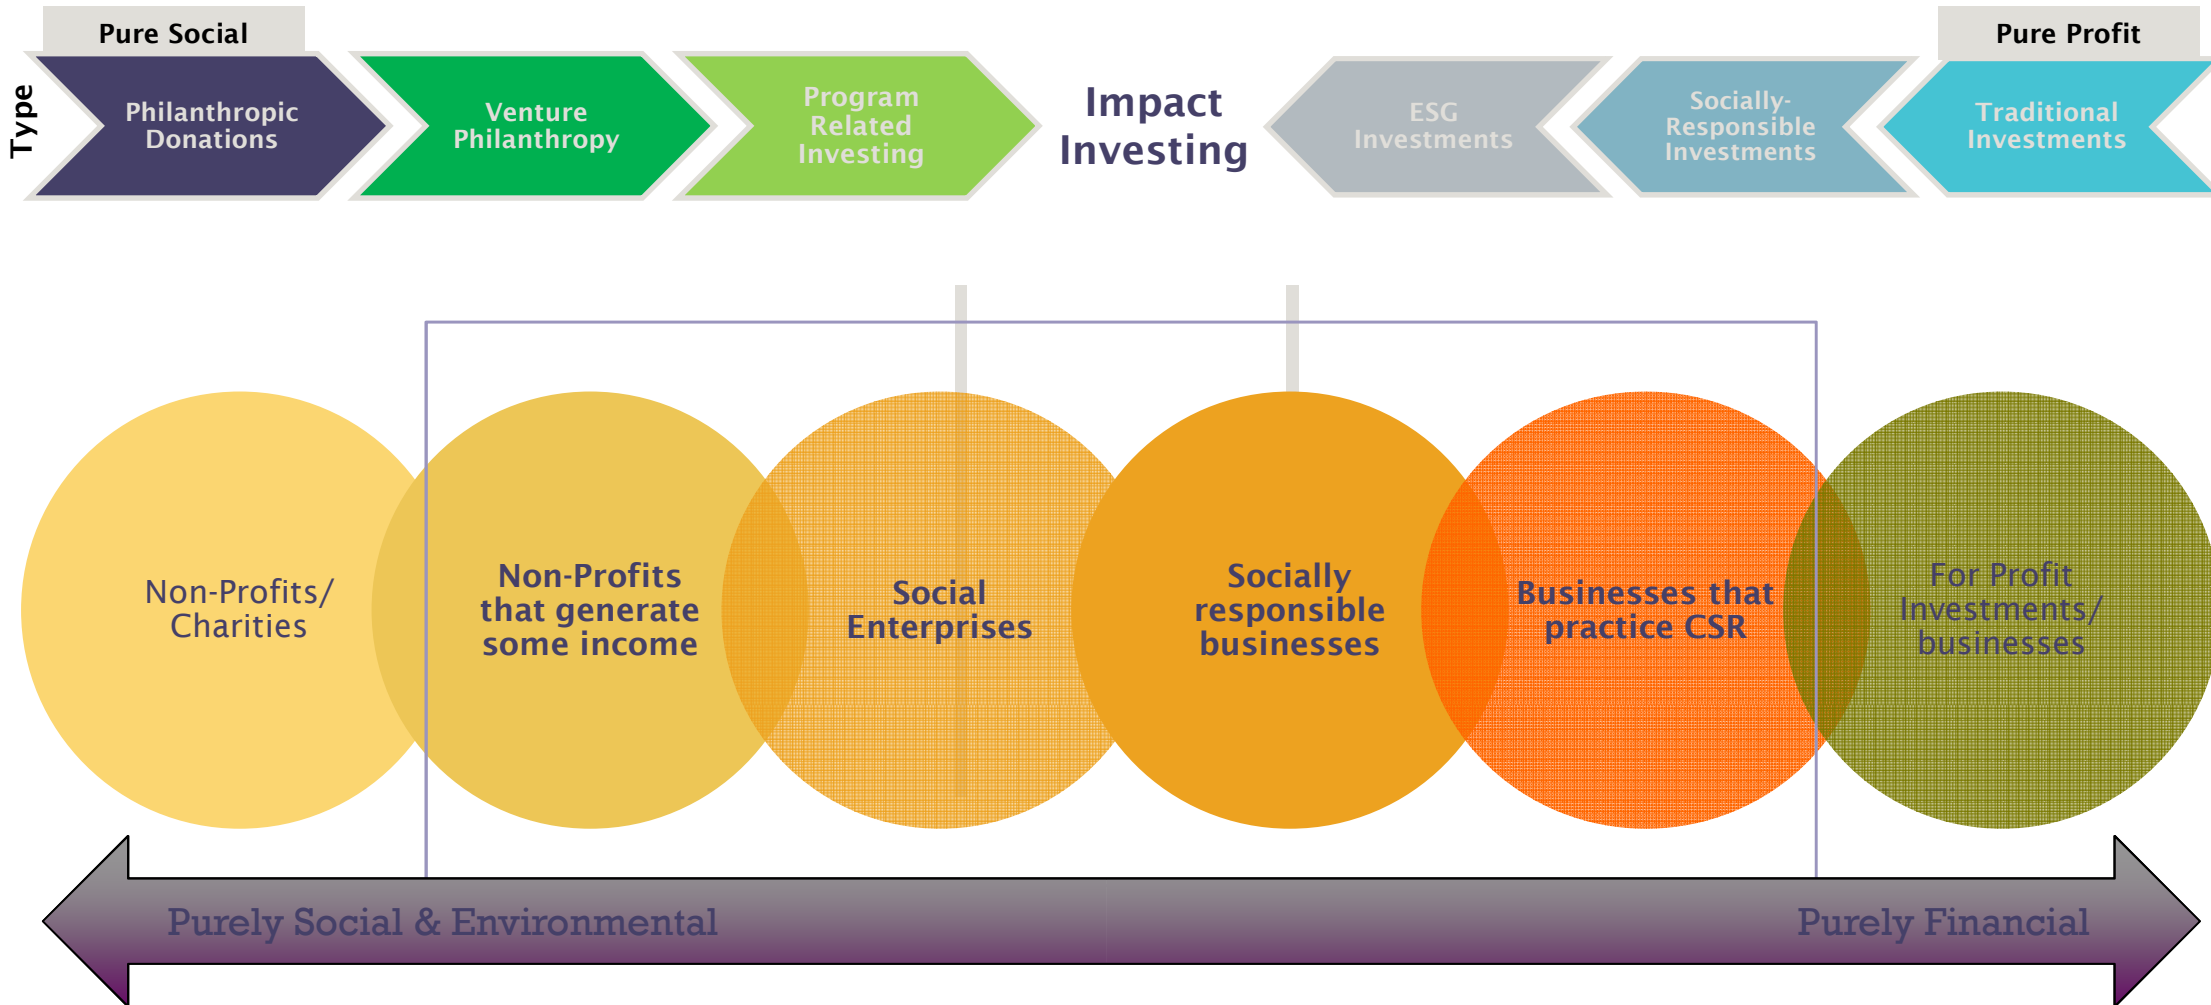 Pure Social
Pure Profit
Type
Philanthropic
Donations
Venture
Philanthropy
Program
Related
Investing
Impact
Investing
ESG
Investments
Socially-
Responsible
Investments
Traditional
Investments
Non-Profits/
Charities
Non-Profits
that generate
some income
Social
Enterprises
Socially
responsible
businesses
Businesses that
practice CSR
For Profit
Investments/
businesses
Purely Social & Environmental
Purely Financial